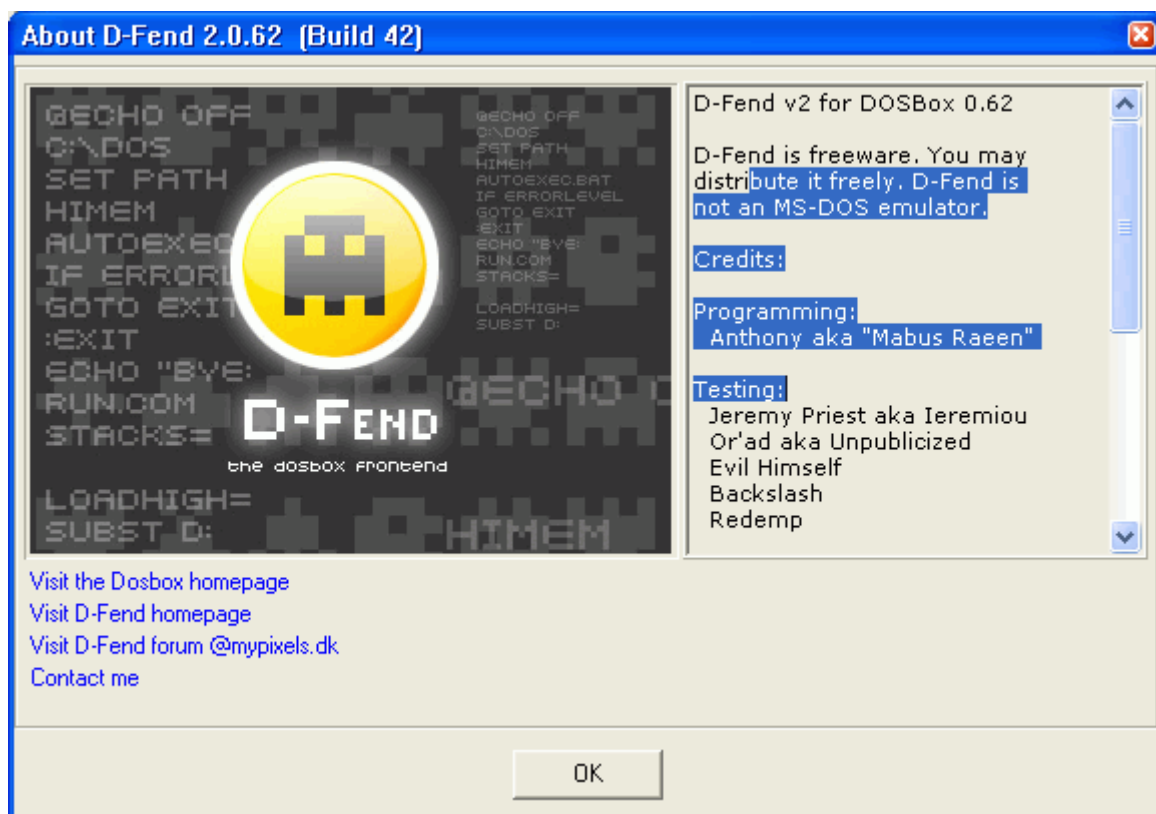 About D-Fend 2.0.62 (Build 42)
@ECHO OFF
C:\DOS
SET PATH
HIMEM
AUTOEXEC
IF ERRORL
GOTO EXIT
:EXIT
ECHO "BYE:
RUN.COM
STACKS=
LOADHIGH=
SUBST D:
@ECHO OFF
C:\DOS
SET PATH
HIMEM
AUTOEXEC.BAT
IF ERRORLEVEL
GOTO EXIT
:EXIT
ECHO "BYE:
RUN.COM
STACKS=
LOADHIGH=
SUBST D:
@ECHO O
HIMEM
D-FEND
the dosbox frontend
D-Fend v2 for DOSBox 0.62
D-Fend is freeware. You may
distribute it freely. D-Fend is
not an MS-DOS emulator.
Credits:
Programming:
Anthony aka "Mabus Raeen"
Testing:
Jeremy Priest aka Ieremiou
Or'ad aka Unpublicized
Evil Himself
Backslash
Redemp
Visit the Dosbox homepage
Visit D-Fend homepage
Visit D-Fend forum @mypixels.dk
Contact me
OK